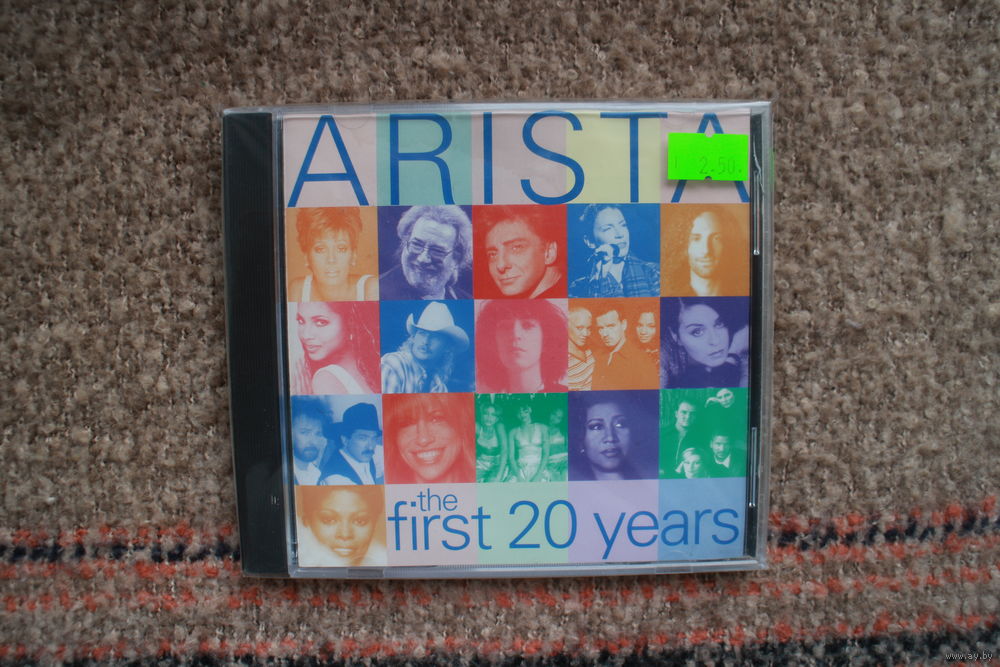 ARISTA
2.50.
the
first 20 years
www.ay.by